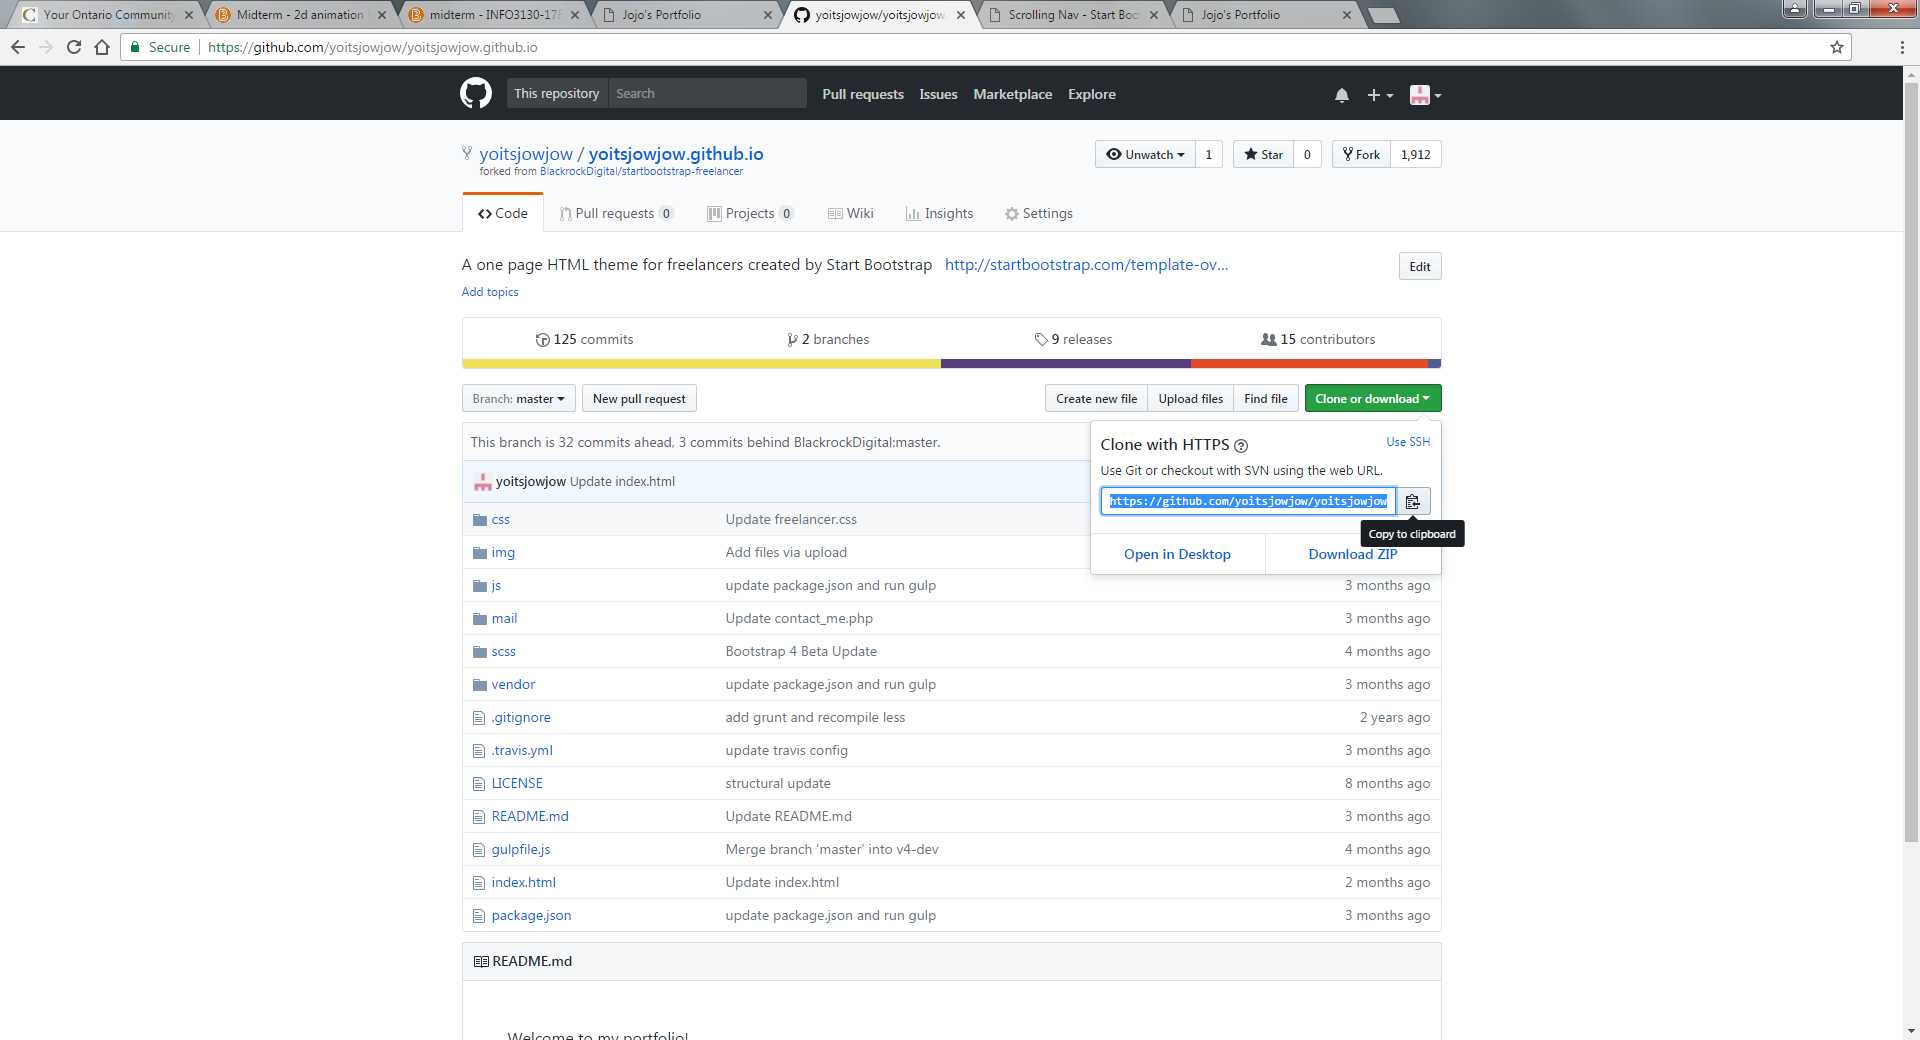 Your Ontario Community
Midterm - 2d animation
midterm - INFO3130-17F
Jojo's Portfolio
yoitsjowjow/yoitsjowjow.
Scrolling Nav - Start Boo
Jojo's Portfolio
Secure https://github.com/yoitsjowjow/yoitsjowjow.github.io
This repository Search Pull requests Issues Marketplace Explore
yoitsjowjow / yoitsjowjow.github.io
Unwatch 1 Star 0 Fork 1,912
forked from BlackrockDigital/startbootstrap-freelancer
Code Pull requests 0 Projects 0 Wiki Insights Settings
A one page HTML theme for freelancers created by Start Bootstrap http://startbootstrap.com/template-ov...
Edit
Add topics
125 commits 2 branches 9 releases 15 contributors
Branch: master New pull request Create new file Upload files Find file Clone or download
This branch is 32 commits ahead, 3 commits behind BlackrockDigital:master.
Clone with HTTPS Use SSH
Use Git or checkout with SVN using the web URL.
https://github.com/yoitsjowjow/yoitsjowjow
Copy to clipboard
Open in Desktop Download ZIP
yoitsjowjow Update index.html
css Update freelancer.css
img Add files via upload
js update package.json and run gulp 3 months ago
mail Update contact_me.php 3 months ago
scss Bootstrap 4 Beta Update 4 months ago
vendor update package.json and run gulp 3 months ago
.gitignore add grunt and recompile less 2 years ago
.travis.yml update travis config 3 months ago
LICENSE structural update 8 months ago
README.md Update README.md 3 months ago
gulpfile.js Merge branch 'master' into v4-dev 4 months ago
index.html Update index.html 2 months ago
package.json update package.json and run gulp 3 months ago
README.md
Welcome to my portfolio!